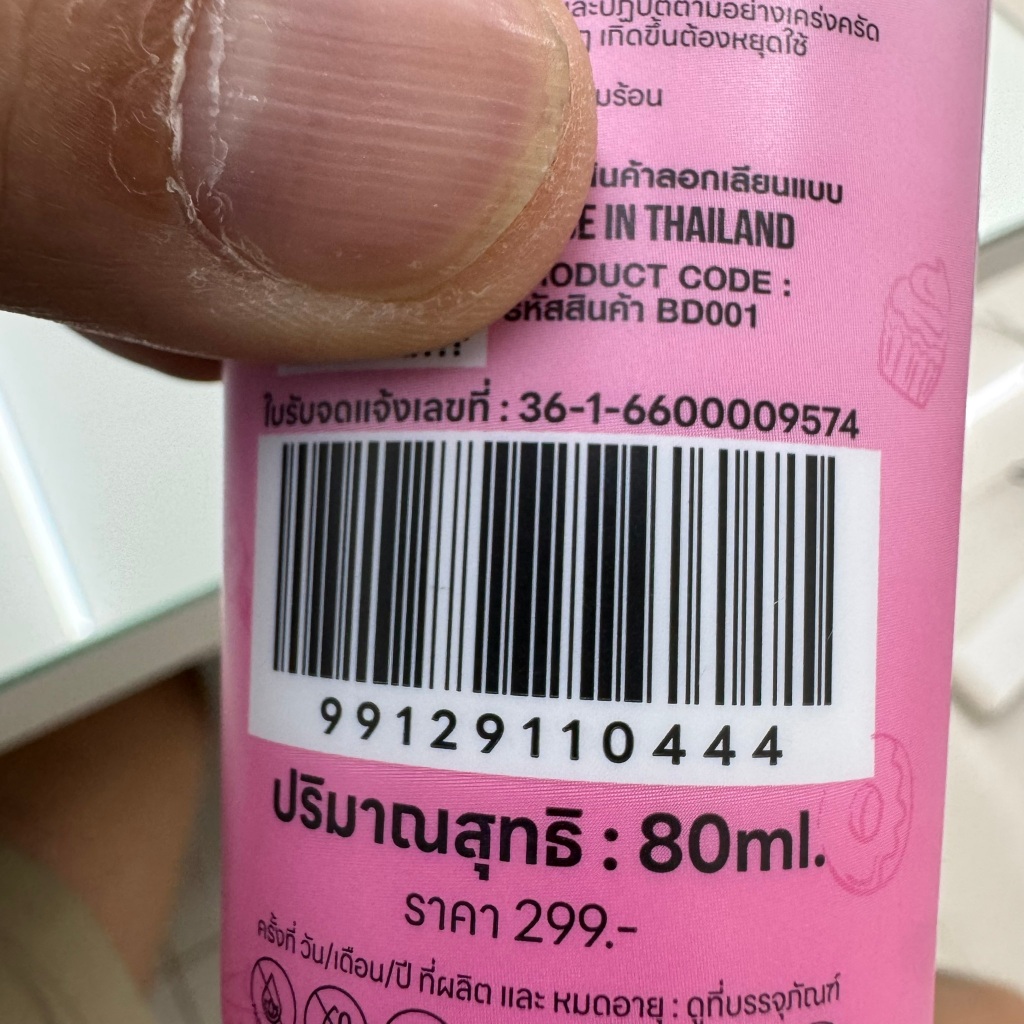 และปฏิบัติตามอย่างเคร่งครัด
เกิดขึ้นต้องหยุดใช้
ร้อน
ลอกเลียนแบบ
IN THAILAND
CODE :
รหัสสินค้า BD001
ใบรับจดแจ้งเลขที่ : 36-1-6600009574
99129110444
ปริมาณสุทธิ : 80ml.
ราคา 299.-
ครั้งที่ วัน/เดือน/ปี ที่ผลิต และ หมดอายุ : ดูที่บรรจุภัณฑ์